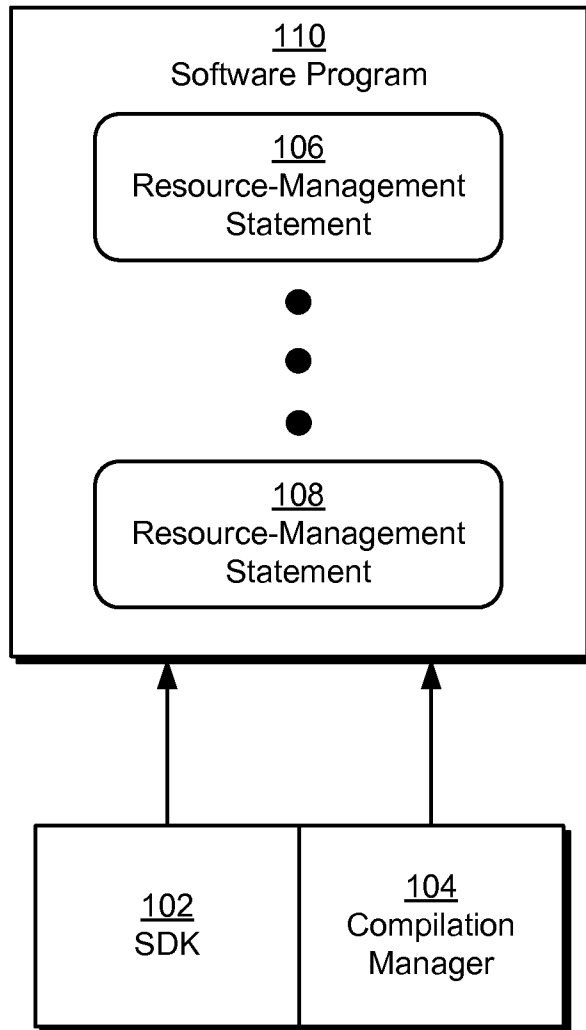 110
Software Program
106
Resource-Management
Statement
108
Resource-Management
Statement
102
SDK
104
Compilation
Manager